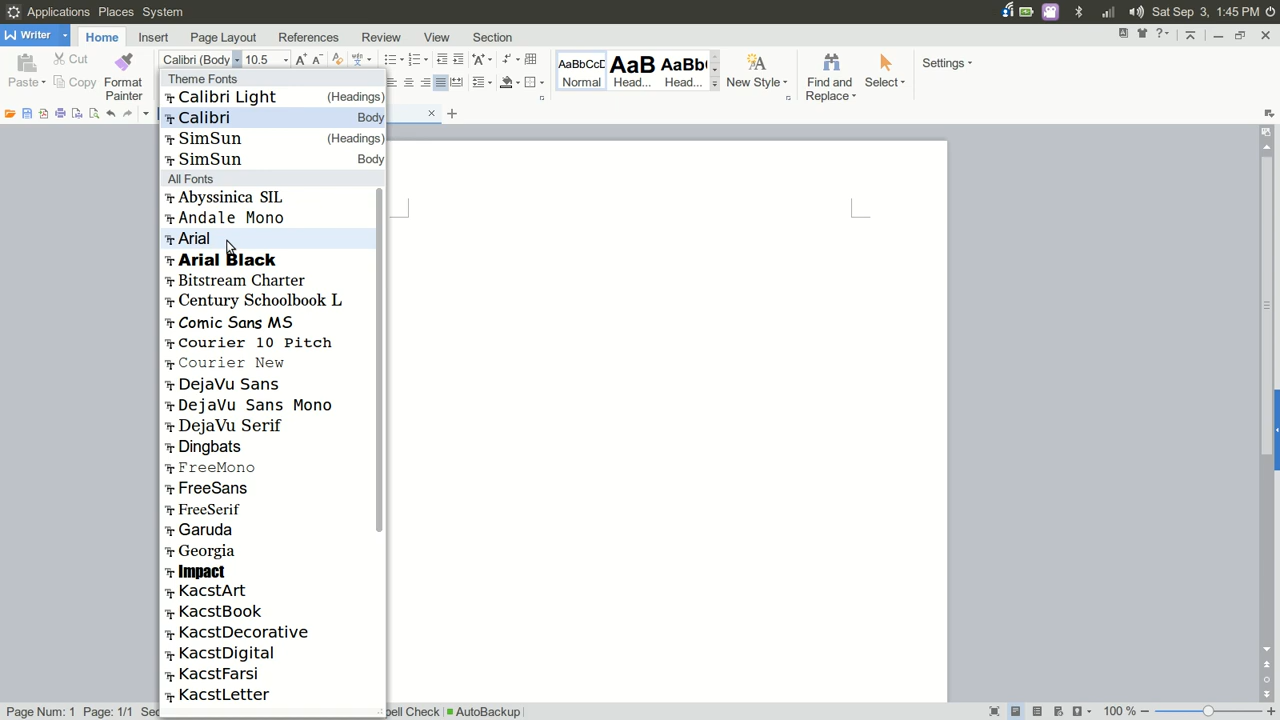 Applications Places System Sat Sep 3, 1:45 PM
Writer Home Insert Page Layout References Review View Section
Calibri (Body 10.5
Cut
Paste Copy Format Painter
AaBbCcD AaB AaBb(
Normal Head... Head... New Style Find and Replace Select Settings
Theme Fonts
Calibri Light (Headings)
Calibri Body
SimSun (Headings)
SimSun Body
All Fonts
Abyssinica SIL
Andale Mono
Arial
Arial Black
Bitstream Charter
Century Schoolbook L
Comic Sans MS
Courier 10 Pitch
Courier New
DejaVu Sans
DejaVu Sans Mono
DejaVu Serif
Dingbats
FreeMono
FreeSans
FreeSerif
Garuda
Georgia
Impact
KacstArt
KacstBook
KacstDecorative
KacstDigital
KacstFarsi
KacstLetter
Page Num: 1 Page: 1/1 Sec pell Check AutoBackup 100 %